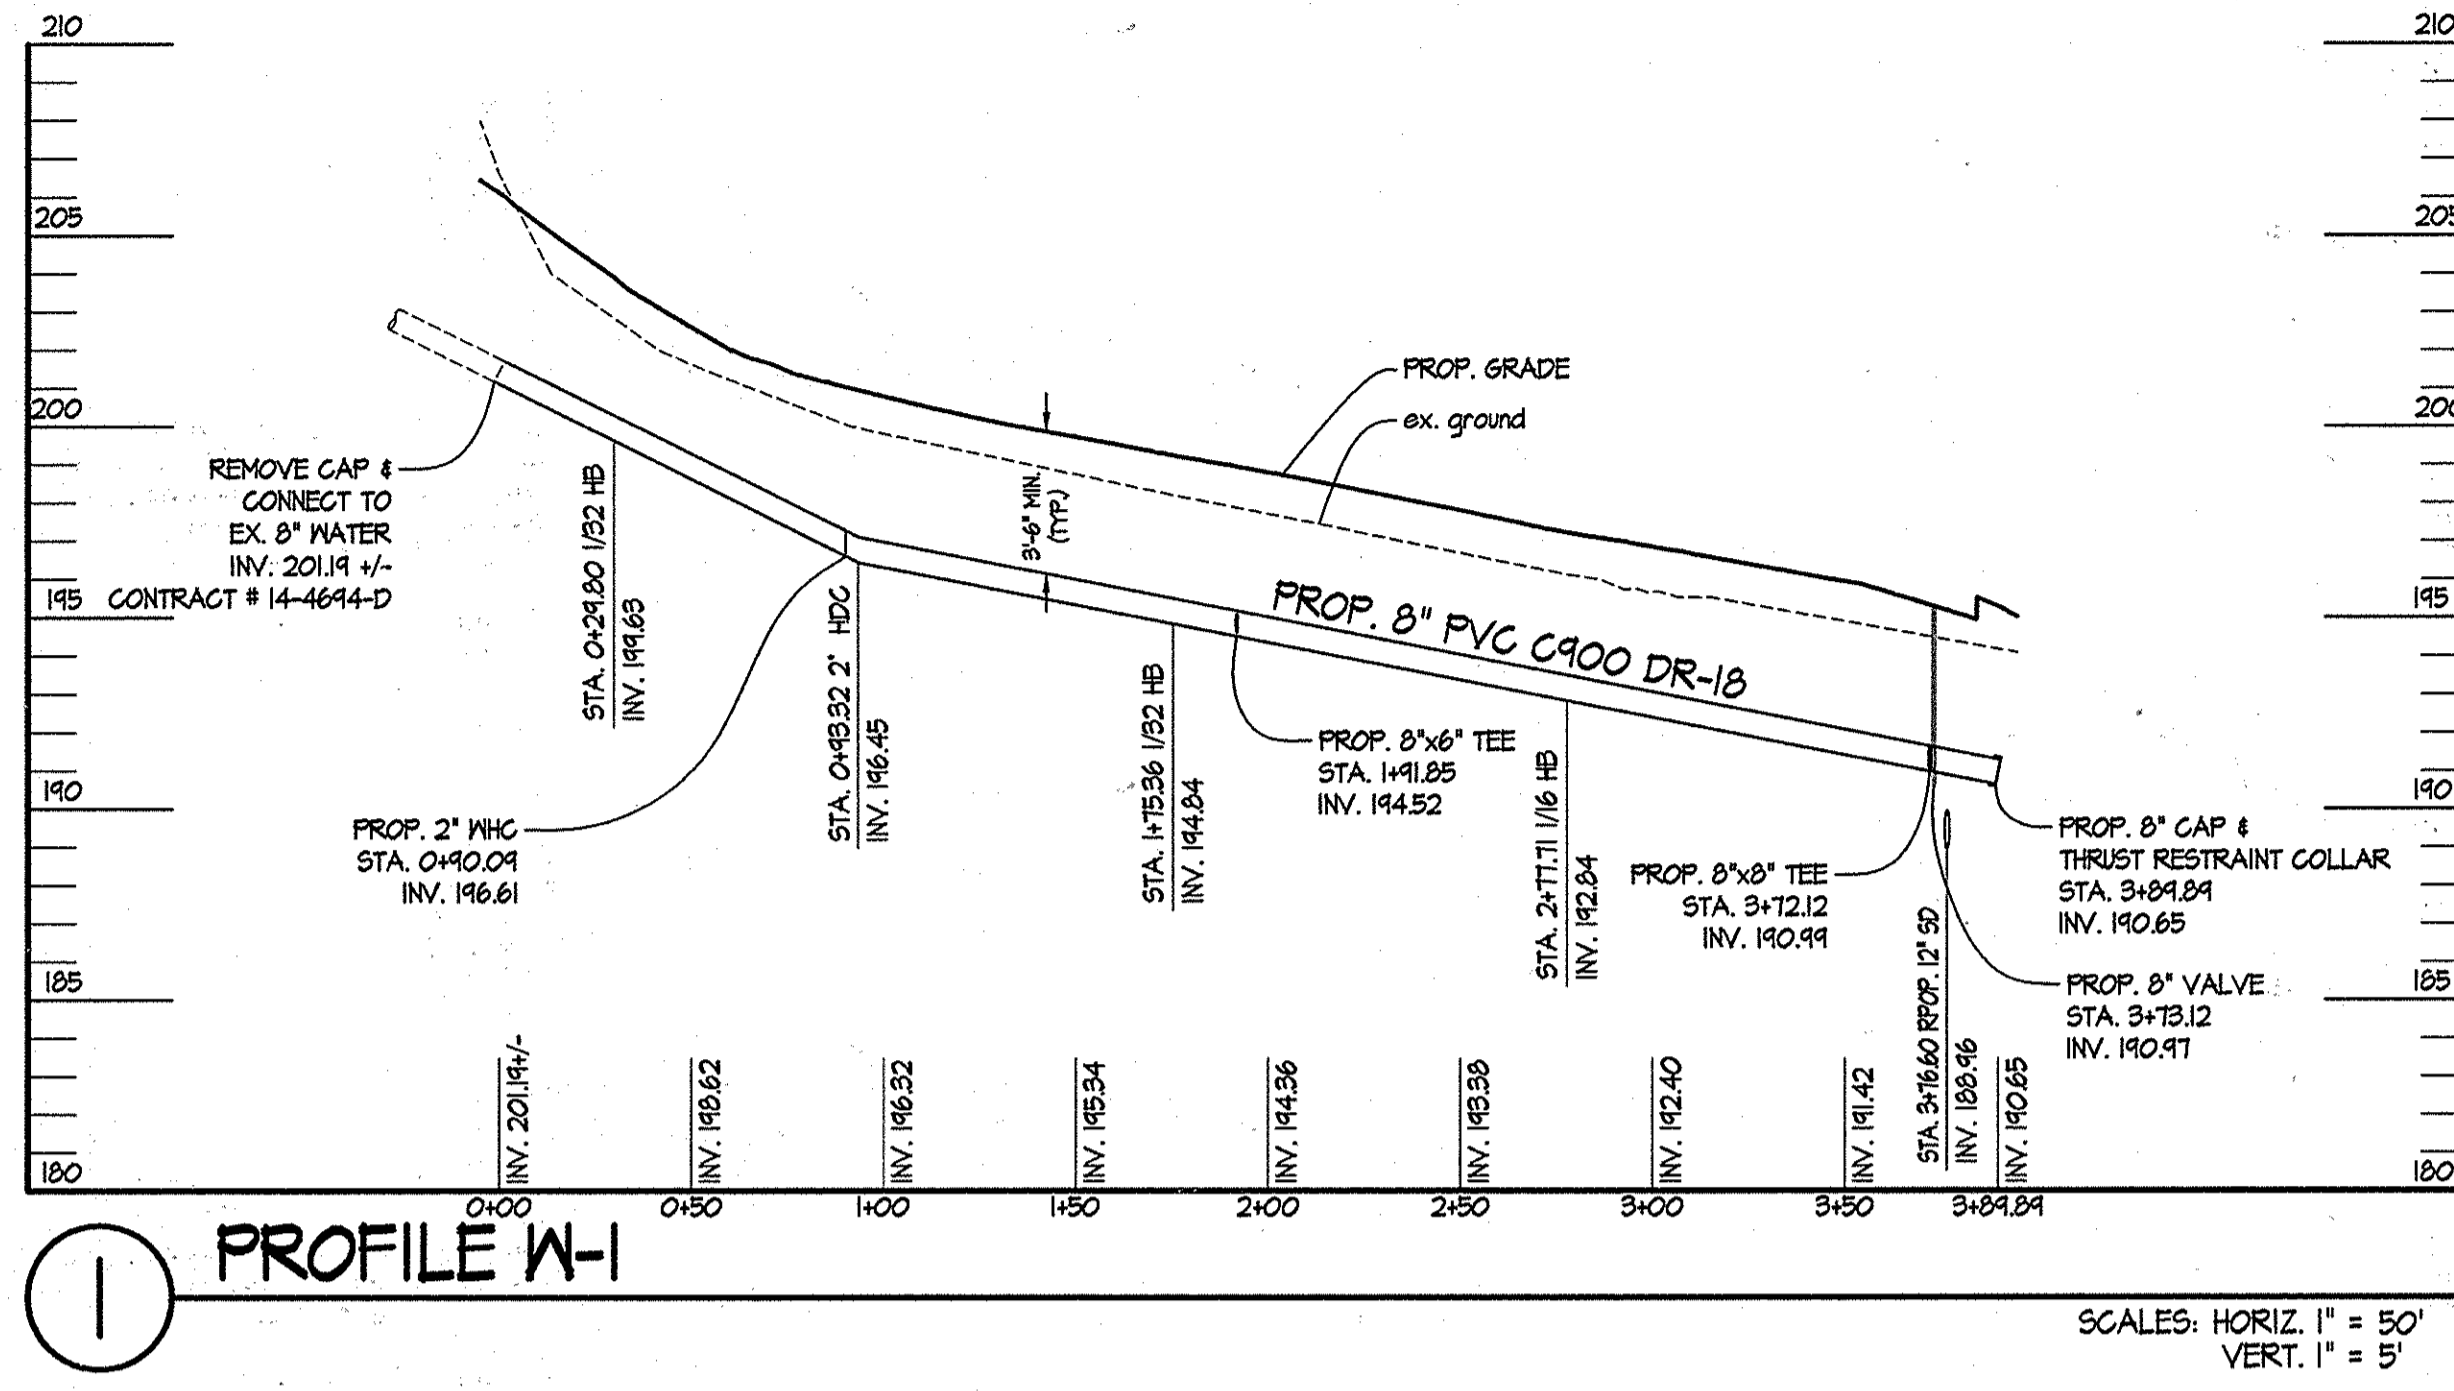 210
210
205
205
200
200
195
195
190
190
185
185
180
180
PROP. GRADE
ex. ground
3'-6" MIN.
(TYP.)
REMOVE CAP &
CONNECT TO
EX. 8" WATER
INV. 201.19 +/-
CONTRACT # 14-4694-D
STA. 0+29.80 1/32 HB
INV. 199.63
PROP. 8" PVC C900 DR-18
PROP. 2" WHC
STA. 0+90.09
INV. 196.61
STA. 0+93.32 2° HDC
INV. 196.45
STA. 1+75.36 1/32 HB
INV. 194.84
PROP. 8"x6" TEE
STA. 1+91.85
INV. 194.52
STA. 2+77.71 1/16 HB
INV. 192.84
PROP. 8"x8" TEE
STA. 3+72.12
INV. 190.99
PROP. 8" CAP &
THRUST RESTRAINT COLLAR
STA. 3+89.89
INV. 190.65
PROP. 8" VALVE
STA. 3+73.12
INV. 190.97
STA. 3+76.60 RPOP. 12" SD
INV. 188.96
INV. 201.19+/-
INV. 198.62
INV. 196.32
INV. 195.34
INV. 194.36
INV. 193.38
INV. 192.40
INV. 191.42
INV. 190.65
0+00
0+50
1+00
1+50
2+00
2+50
3+00
3+50
3+89.89
1
PROFILE W-1
SCALES: HORIZ. 1" = 50'
VERT. 1" = 5'